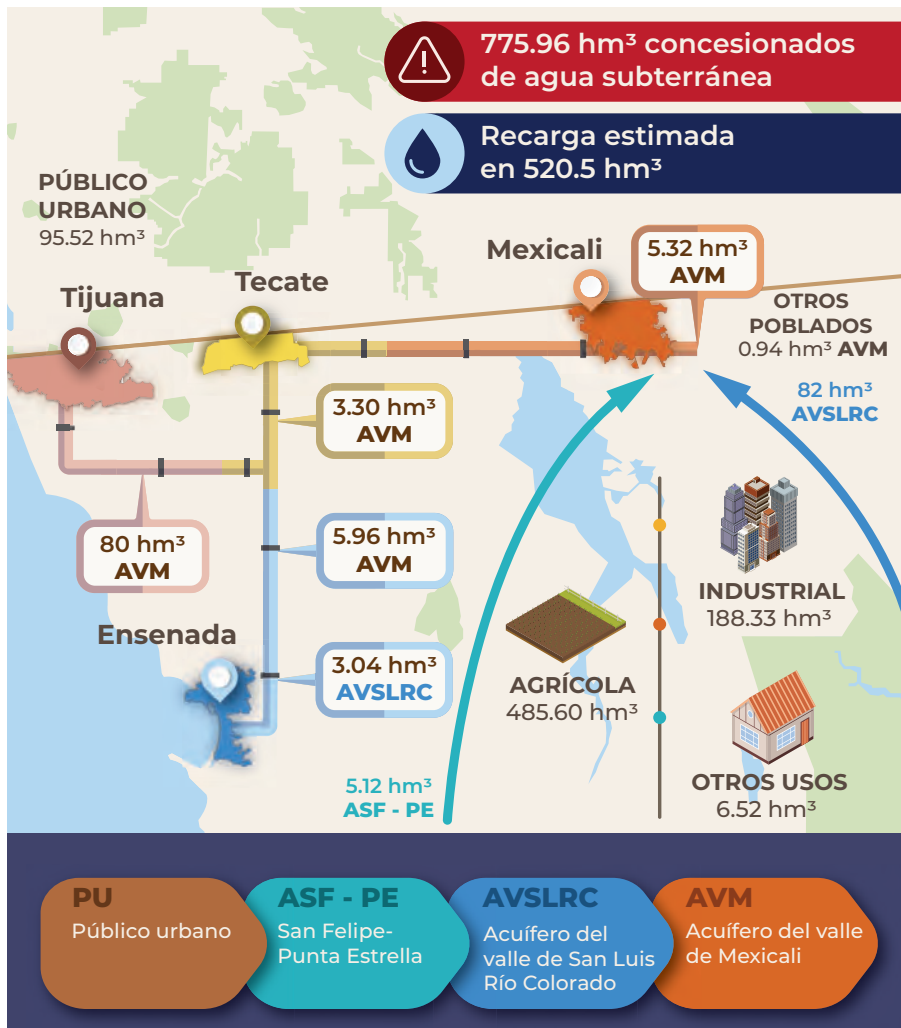 775.96 hm³ concesionados
de agua subterránéa
Recarga estimada
en 520.5 hm³
PÚBLICO
URBANO
95.52 hm³
Tijuana
Tecate
Mexicali
5.32 hm³
AVM
OTROS
POBLADOS
0.94 hm³ AVM
82 hm³
AVSLRC
3.30 hm³
AVM
80 hm³
AVM
5.96 hm³
AVM
Ensenada
3.04 hm³
AVSLRC
INDUSTRIAL
188.33 hm³
AGRÍCOLA
485.60 hm³
OTROS USOS
6.52 hm³
5.12 hm³
ASF - PE
PU
Público urbano
ASF - PE
San Felipe-
Punta Estrella
AVSLRC
Acuífero del
valle de San Luis
Río Colorado
AVM
Acuífero del valle
de Mexicali